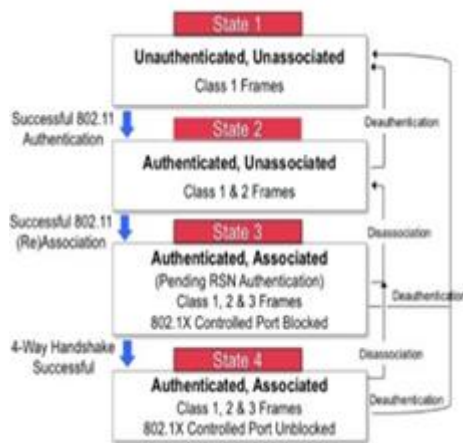 State 1
Unauthenticated, Unassociated
Class 1 Frames
Successful 802.11
Authentication
Deauthentication
State 2
Authenticated, Unassociated
Class 1 & 2 Frames
Successful 802.11
(Re)Association
Disassociation
State 3
Authenticated, Associated
(Pending RSN Authentication)
Class 1, 2 & 3 Frames
802.1X Controlled Port Blocked
Deauthentication
4-Way Handshake
Successful
Disassociation
State 4
Authenticated, Associated
Class 1, 2 & 3 Frames
802.1X Controlled Port Unblocked
Deauthentication